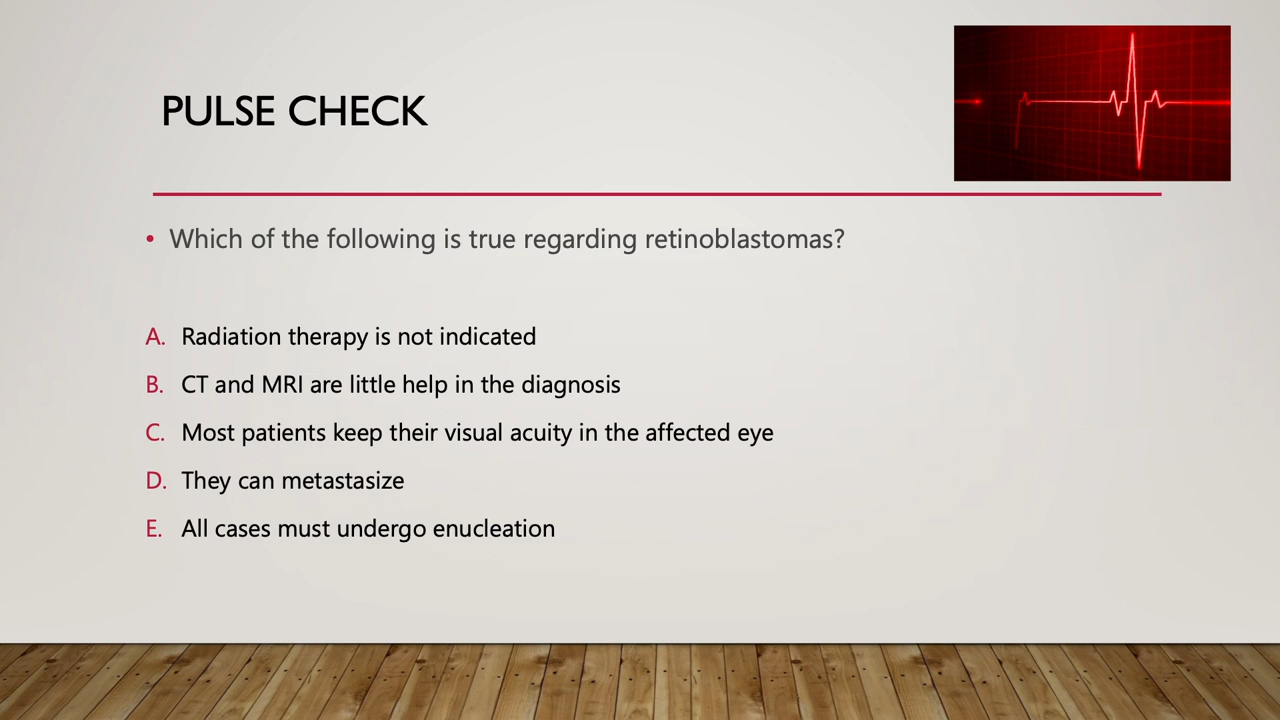 PULSE CHECK
• Which of the following is true regarding retinoblastomas?
A. Radiation therapy is not indicated
B. CT and MRI are little help in the diagnosis
C. Most patients keep their visual acuity in the affected eye
D. They can metastasize
E. All cases must undergo enucleation